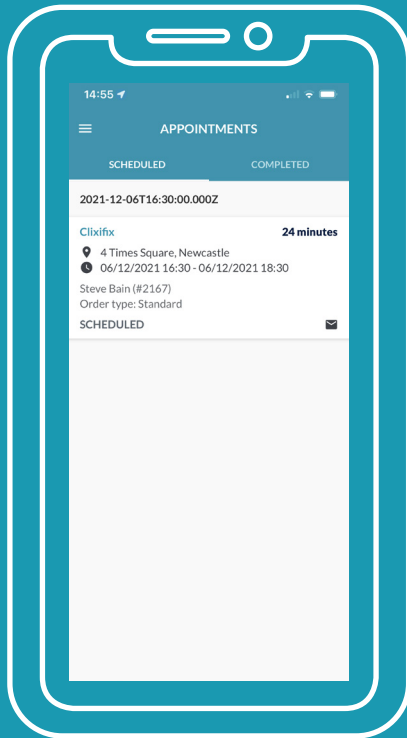 14:55
APPOINTMENTS
SCHEDULED COMPLETED
2021-12-06T16:30:00.000Z
Clixifix 24 minutes
4 Times Square, Newcastle
06/12/2021 16:30 - 06/12/2021 18:30
Steve Bain (#2167)
Order type: Standard
SCHEDULED